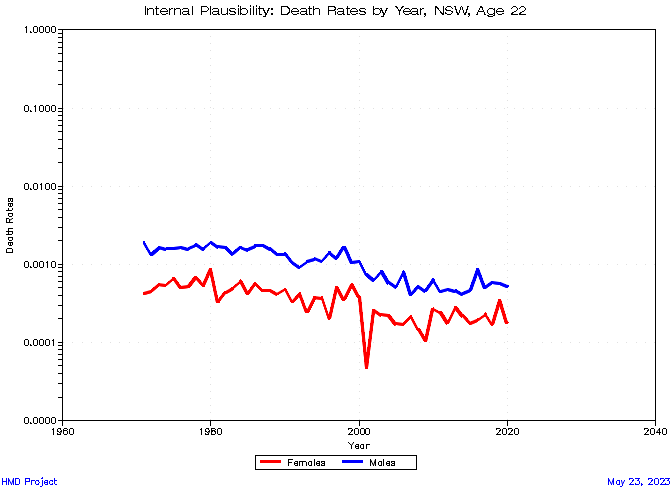 Internal Plausibility: Death Rates by Year, NSW, Age 22
1.0000
0.1000
0.0100
0.0010
0.0001
0.0000
Death Rates
1960 1980 2000 2020 2040
Year
Females Males
HMD Project
May 23, 2023